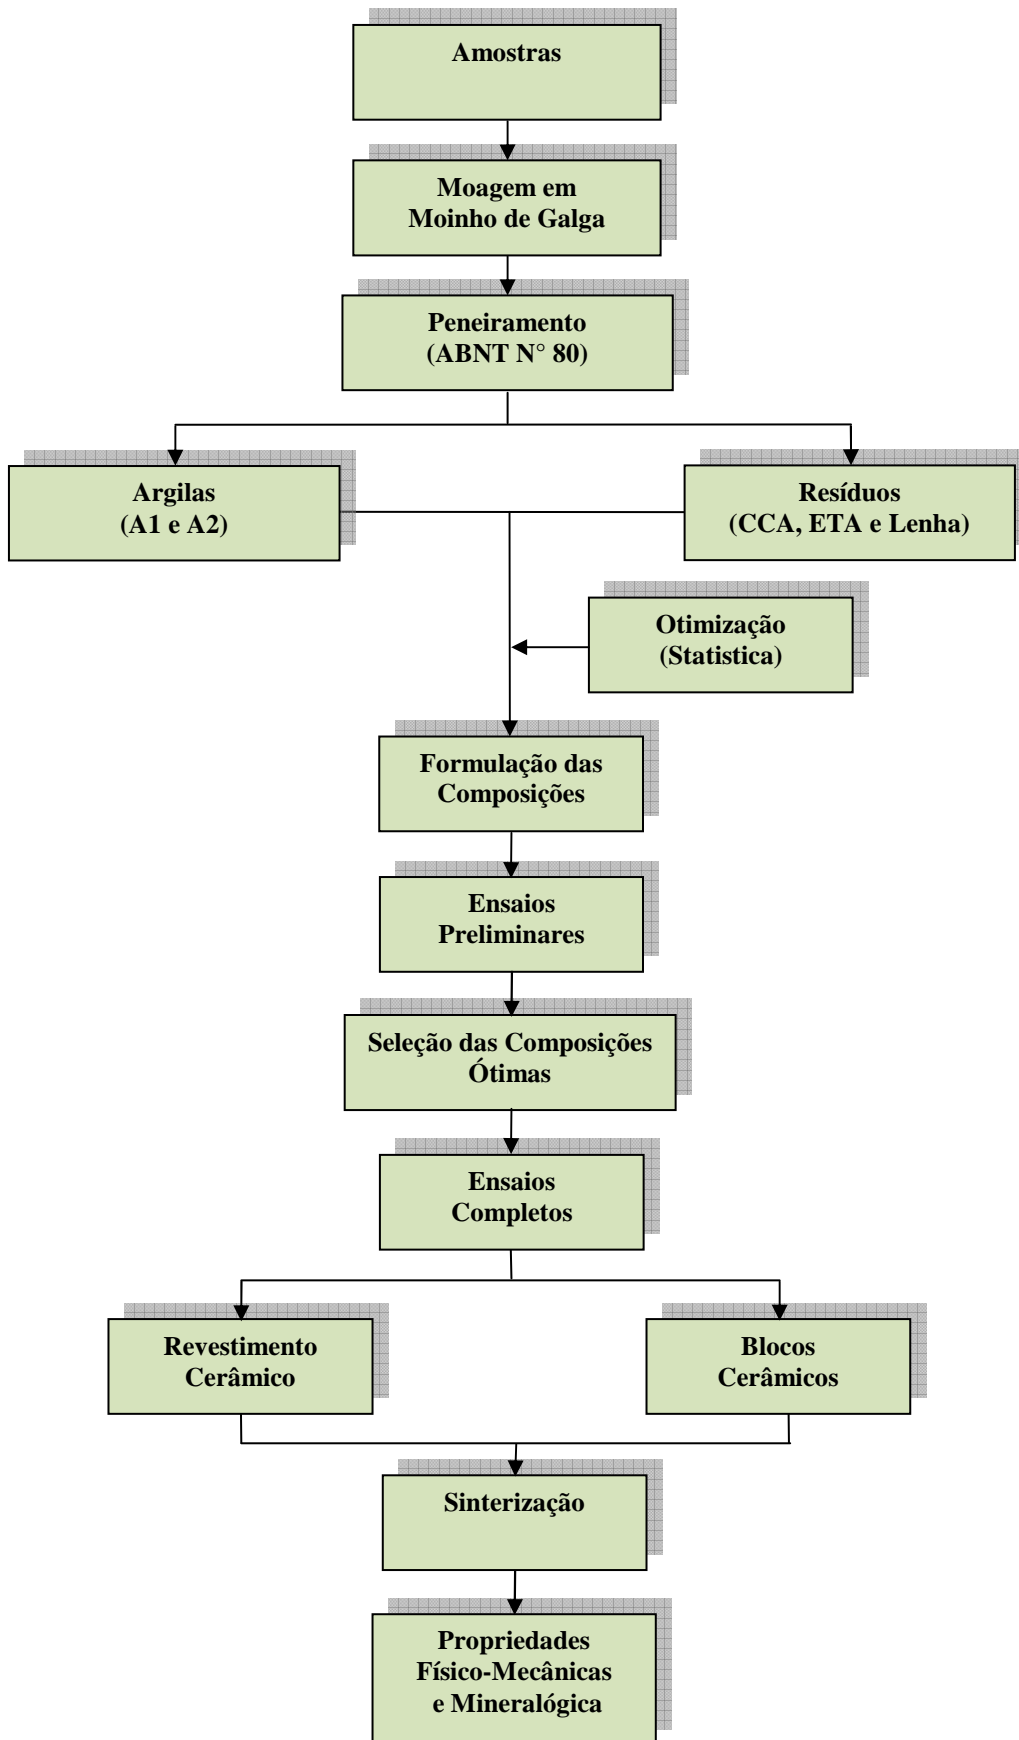 Amostras
Moagem em
Moinho de Galga
Peneiramento
(ABNT N° 80)
Argilas
(A1 e A2)
Resíduos
(CCA, ETA e Lenha)
Otimização
(Statistica)
Formulação das
Composições
Ensaios
Preliminares
Seleção das Composições
Ótimas
Ensaios
Completos
Revestimento
Cerâmico
Blocos
Cerâmicos
Sinterização
Propriedades
Físico-Mecânicas
e Mineralógica